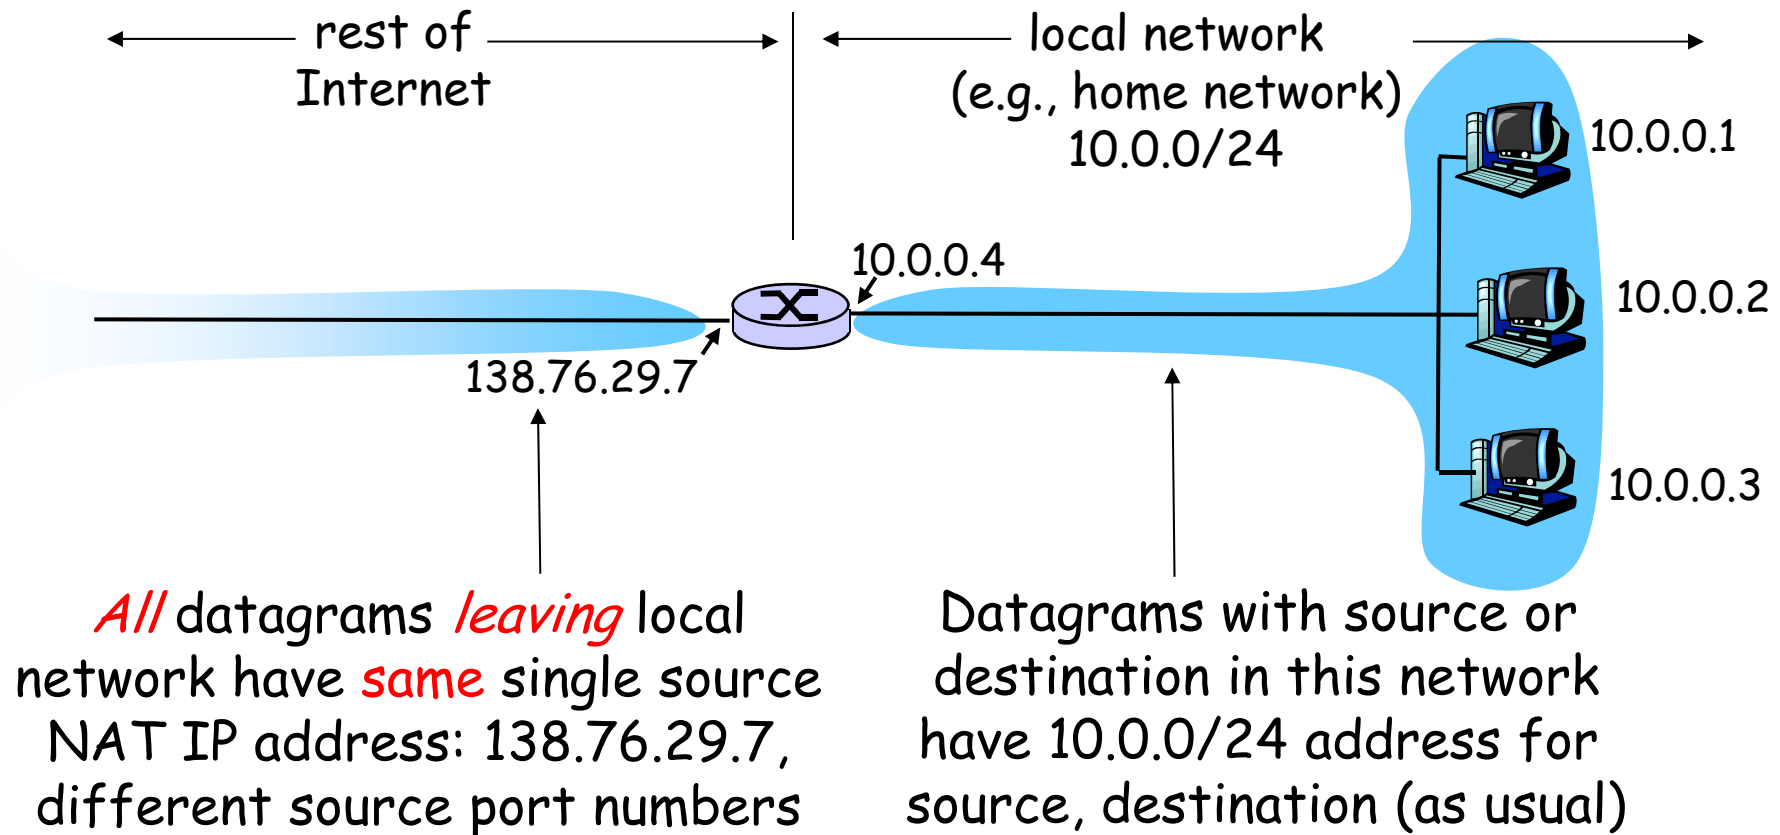 rest of
Internet
local network
(e.g., home network)
10.0.0/24
10.0.0.1
10.0.0.4
10.0.0.2
138.76.29.7
10.0.0.3
All datagrams leaving local
network have same single source
NAT IP address: 138.76.29.7,
different source port numbers
Datagrams with source or
destination in this network
have 10.0.0/24 address for
source, destination (as usual)